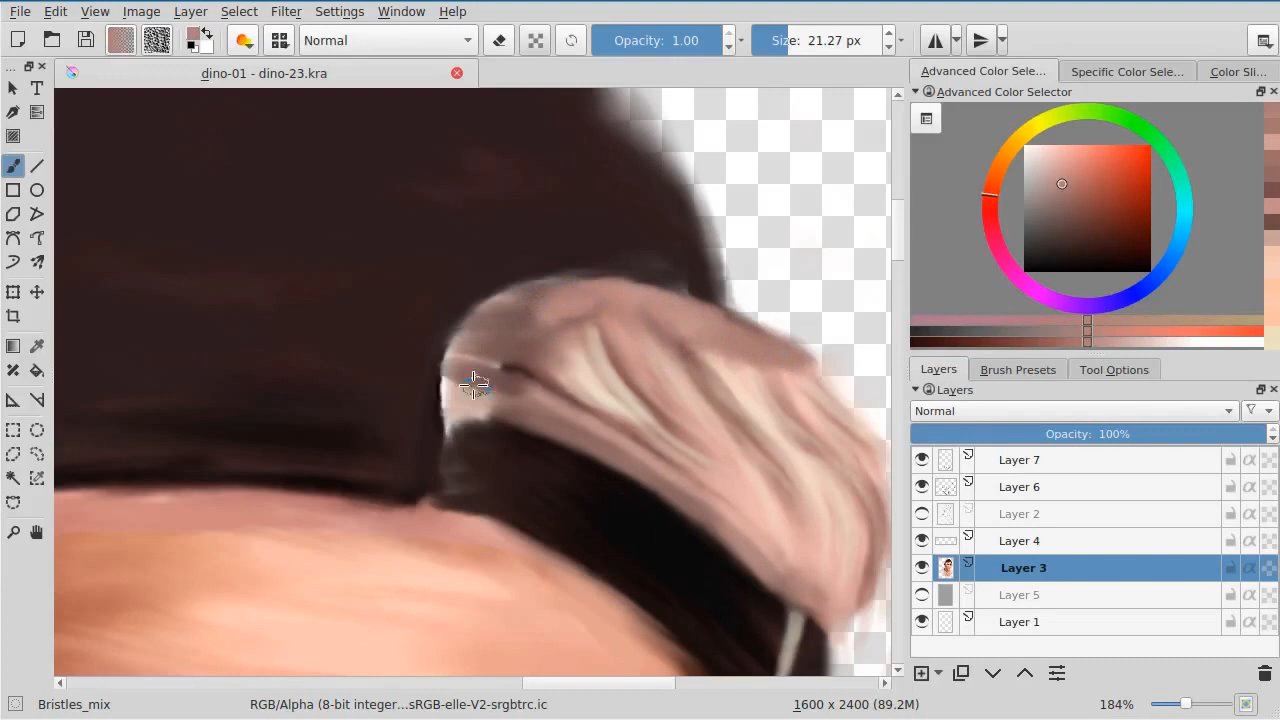 File Edit View Image Layer Select Filter Settings Window Help
Normal Opacity: 1.00 Size: 21.27 px
... dino-01 - dino-23.kra Advanced Color Sele... Specific Color Sele... Color Sli...
Advanced Color Selector
Layers Brush Presets Tool Options
Layers
Normal
Opacity: 100%
Layer 7
Layer 6
Layer 2
Layer 4
Layer 3
Layer 5
Layer 1
Bristles_mix RGB/Alpha (8-bit integer...sRGB-elle-V2-srgbtrc.ic 1600 x 2400 (89.2M) 184%